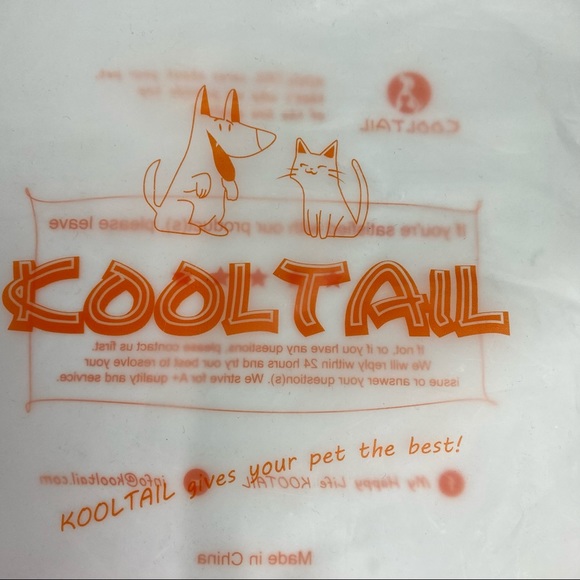 KOOLTAIL
KOOLTAIL gives your pet the best!
COOLTAIL
If you're satisfied with our product(s), please leave
If not, or if you have any questions, please contact us first.
We will reply within 24 hours and try our best to resolve your
issue or answer your question(s). We strive for A+ quality and service.
My Happy Life KOOTAIL
info@kooltail.com
Made in China